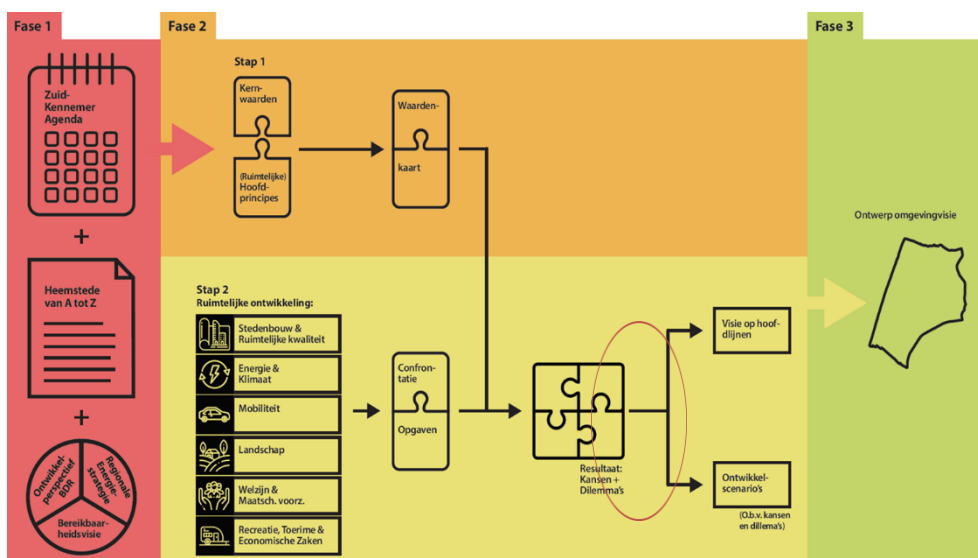 Fase 1
Zuid-
Kennemer
Agenda
+
Heemstede
van A tot Z
+
Ontwikkel-
perspectief
BDR
Regionale
Energie-
strategie
Bereikbaar-
heidsvisie
Fase 2
Stap 1
Kern-
waarden
(Ruimtelijke)
Hoofd-
principes
Waarden-
kaart
Stap 2
Ruimtelijke ontwikkeling:
Stedenbouw &
Ruimtelijke kwaliteit
Energie &
Klimaat
Mobiliteit
Landschap
Welzijn &
Maatsch. voorz.
Recreatie, Toerime &
Economische Zaken
Confron-
tatie
Opgaven
Resultaat:
Kansen +
Dilemma's
Visie op hoof-
dlijnen
Ontwikkel-
scenario's
(O.b.v. kansen
en dillema's)
Fase 3
Ontwerp omgevingvisie